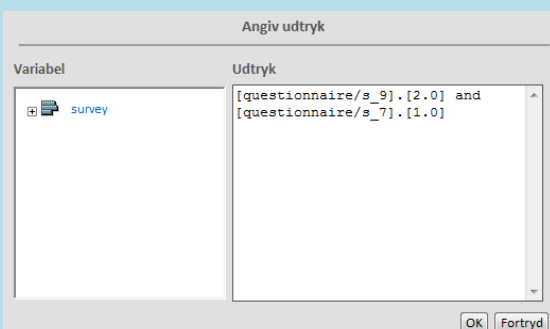 Angiv udtryk
Variabel
Udtryk
survey
[questionnaire/s_9].[2.0] and
[questionnaire/s_7].[1.0]
OK
Fortryd